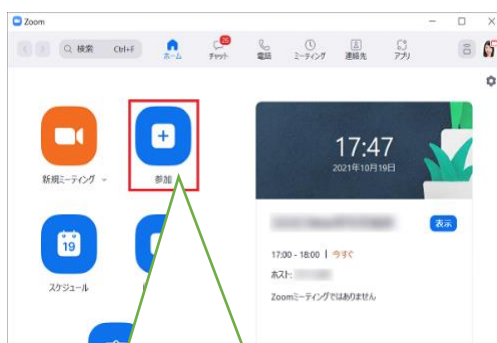 Zoom
検索 Ctrl+F
ホーム
25
チャット
電話
ミーティング
連絡先
アプリ
17:47
2021年10月19日
新規ミーティング
参加
表示
19
17:00 - 18:00 | 今すぐ
ホスト:
スケジュール
Zoomミーティングではありません